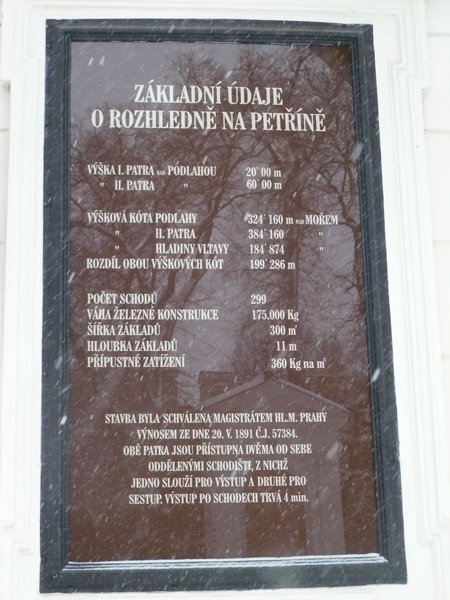 ZÁKLADNÍ ÚDAJE
O ROZHLEDNĚ NA PETŘÍNĚ
VÝŠKA I. PATRA NAD PODLAHOU 20˙00 m
" II. PATRA " 60˙00 m
VÝŠKOVÁ KÓTA PODLAHY 324˙160 m NAD MOŘEM
" II. PATRA 384˙160 "
" HLADINY VLTAVY 184˙874 "
ROZDÍL OBOU VÝŠKOVÝCH KÓT 199˙286 m
POČET SCHODŮ 299
VÁHA ŽELEZNÉ KONSTRUKCE 175.000 Kg
ŠÍŘKA ZÁKLADŮ 300 m²
HLOUBKA ZÁKLADŮ 11 m
PŘÍPUSTNÉ ZATÍŽENÍ 360 Kg na m²
STAVBA BYLA SCHVÁLENA MAGISTRÁTEM HL.M. PRAHY
VÝNOSEM ZE DNE 20. V. 1891 Č.J. 57384.
OBĚ PATRA JSOU PŘÍSTUPNA DVĚMA OD SEBE
ODDĚLENÝMI SCHODIŠTI, Z NICHŽ
JEDNO SLOUŽÍ PRO VÝSTUP A DRUHÉ PRO
SESTUP. VÝSTUP PO SCHODECH TRVÁ 4 min.